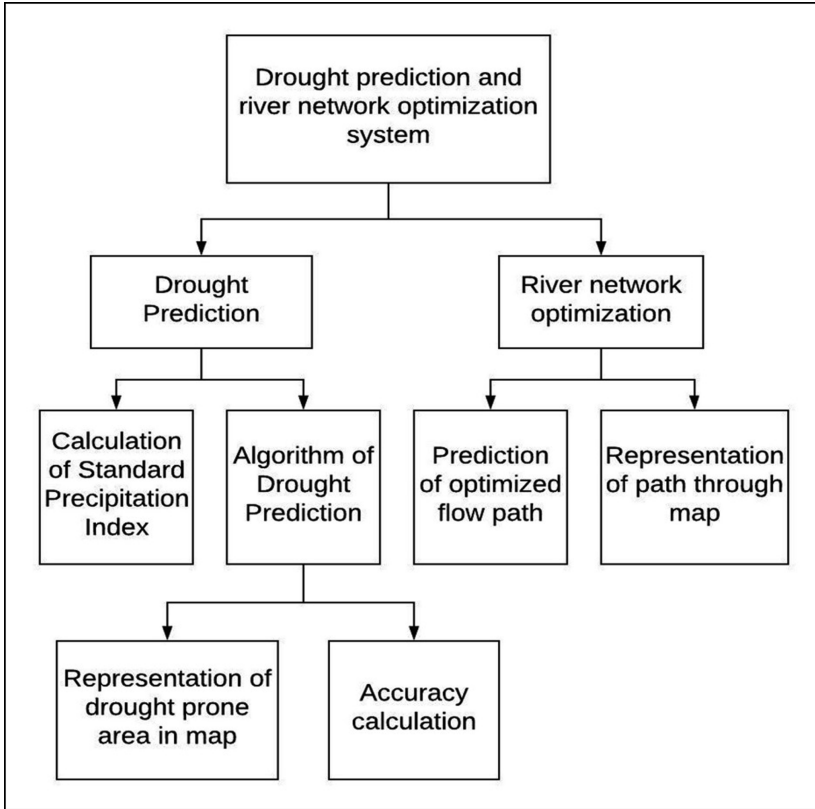 Drought prediction and
river network optimization
system
Drought
Prediction
River network
optimization
Calculation
of Standard
Precipitation
Index
Algorithm of
Drought
Prediction
Prediction
of optimized
flow path
Representation
of path through
map
Representation of
drought prone
area in map
Accuracy
calculation